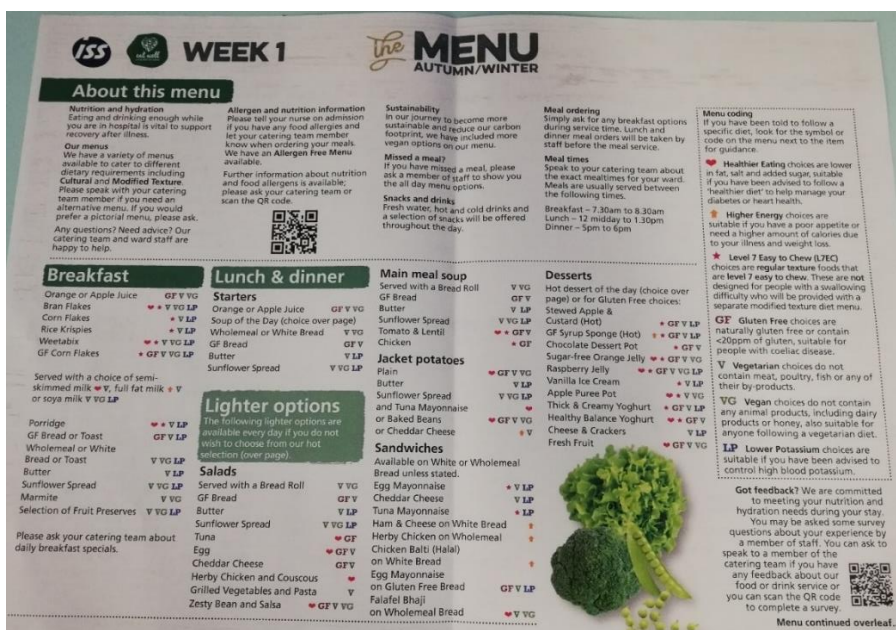 ISS
eat well
WEEK 1
the MENU
AUTUMN/WINTER
About this menu
Nutrition and hydration
Eating and drinking enough while
you are in hospital is vital to support
recovery after illness.
Our menus
We have a variety of menus
available to cater to different
dietary requirements including
Cultural and Modified Texture.
Please speak with your catering
team member if you need an
alternative menu. If you would
prefer a pictorial menu, please ask.
Any questions? Need advice? Our
catering team and ward staff are
happy to help.
Allergen and nutrition information
Please tell your nurse on admission
if you have any food allergies and
let your catering team member
know when ordering your meals.
We have an Allergen Free Menu
available.
Further information about nutrition
and food allergens is available;
please ask your catering team or
scan the QR code.
Sustainability
In our journey to become more
sustainable and reduce our carbon
footprint, we have included more
vegan options on our menu.
Missed a meal?
If you have missed a meal, please
ask a member of staff to show you
the all day menu options.
Snacks and drinks
Fresh water, hot and cold drinks and
a selection of snacks will be offered
throughout the day.
Meal ordering
Simply ask for any breakfast options
during service time. Lunch and
dinner meal orders will be taken by
staff before the meal service.
Meal times
Speak to your catering team about
the exact mealtimes for your ward.
Meals are usually served between
the following times.
Breakfast – 7.30am to 8.30am
Lunch – 12 midday to 1.30pm
Dinner – 5pm to 6pm
Menu coding
If you have been told to follow a
specific diet, look for the symbol or
code on the menu next to the item
for guidance.
Healthier Eating choices are lower
in fat, salt and added sugar, suitable
if you have been advised to follow a
'healthier diet' to help manage your
diabetes or heart health.
Higher Energy choices are
suitable if you have a poor appetite or
need a higher amount of calories due
to your illness and weight loss.
Level 7 Easy to Chew (L7EC)
choices are regular texture foods that
are level 7 easy to chew. These are not
designed for people with a swallowing
difficulty who will be provided with a
separate modified texture diet menu.
GF Gluten Free choices are
naturally gluten free or contain
<20ppm of gluten, suitable for
people with coeliac disease.
V Vegetarian choices do not
contain meat, poultry, fish or any of
their by-products.
VG Vegan choices do not contain
any animal products, including dairy
products or honey, also suitable for
anyone following a vegetarian diet.
LP Lower Potassium choices are
suitable if you have been advised to
control high blood potassium.
Breakfast
Orange or Apple Juice GF V VG
Bran Flakes ♥ ★ V VG LP
Corn Flakes ★ V LP
Rice Krispies ★ V LP
Weetabix ♥ ★ V VG LP
GF Corn Flakes ★ GF V VG LP
Served with a choice of semi-
skimmed milk ♥ V, full fat milk V
or soya milk V VG LP
Porridge ♥ ★ V LP
GF Bread or Toast GF V LP
Wholemeal or White
Bread or Toast V VG LP
Butter V LP
Sunflower Spread V VG LP
Marmite V VG
Selection of Fruit Preserves V VG LP
Please ask your catering team about
daily breakfast specials.
Lunch & dinner
Starters
Orange or Apple Juice GF V VG
Soup of the Day (choice over page)
Wholemeal or White Bread V VG
GF Bread GF V
Butter V LP
Sunflower Spread V VG LP
Lighter options
The following lighter options are
available every day if you do not
wish to choose from our hot
selection (over page).
Salads
Served with a Bread Roll V VG
GF Bread GF V
Butter V LP
Sunflower Spread V VG LP
Tuna ♥ GF
Egg ♥ GF V
Cheddar Cheese GF V
Herby Chicken and Couscous ♥
Grilled Vegetables and Pasta V
Zesty Bean and Salsa ♥ GF V VG
Main meal soup
Served with a Bread Roll V VG
GF Bread GF V
Butter V LP
Sunflower Spread V VG LP
Tomato & Lentil ♥ ★ GF V
Chicken ★ GF
Jacket potatoes
Plain ♥ GF V VG
Butter V LP
Sunflower Spread V VG LP
and Tuna Mayonnaise ♥
or Baked Beans ♥ GF V VG
or Cheddar Cheese V
Sandwiches
Available on White or Wholemeal
Bread unless stated.
Egg Mayonnaise ★ V LP
Cheddar Cheese V LP
Tuna Mayonnaise ★ LP
Ham & Cheese on White Bread
Herby Chicken on Wholemeal
Chicken Balti (Halal)
on White Bread
Egg Mayonnaise
on Gluten Free Bread GF V LP
Falafel Bhaji
on Wholemeal Bread ♥ V VG
Desserts
Hot dessert of the day (choice over
page) or for Gluten Free choices:
Stewed Apple &
Custard (Hot) ★ GF V LP
GF Syrup Sponge (Hot) ★ GF V LP
Chocolate Dessert Pot ★ GF V
Sugar-free Orange Jelly ♥ ★ GF V LP
Raspberry Jelly ♥ ★ GF V VG LP
Vanilla Ice Cream ★ V LP
Apple Puree Pot ♥ ★ V VG
Thick & Creamy Yoghurt ★ GF V LP
Healthy Balance Yoghurt ♥ ★ GF V
Cheese & Crackers V LP
Fresh Fruit ♥ GF V VG
Got feedback? We are committed
to meeting your nutrition and
hydration needs during your stay.
You may be asked some survey
questions about your experience by
a member of staff. You can ask to
speak to a member of the
catering team if you have
any feedback about our
food or drink service or
you can scan the QR code
to complete a survey.
Menu continued overleaf.